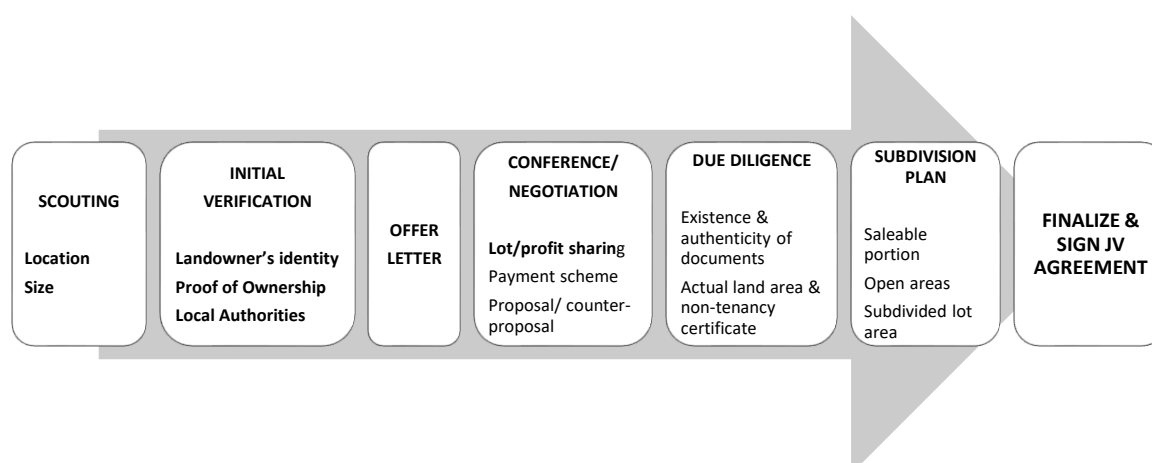 SCOUTING
Location
Size
INITIAL
VERIFICATION
Landowner's identity
Proof of Ownership
Local Authorities
OFFER
LETTER
CONFERENCE/
NEGOTIATION
Lot/profit sharing
Payment scheme
Proposal/ counter-
proposal
DUE DILIGENCE
Existence &
authenticity of
documents
Actual land area &
non-tenancy
certificate
SUBDIVISION
PLAN
Saleable
portion
Open areas
Subdivided lot
area
FINALIZE &
SIGN JV
AGREEMENT